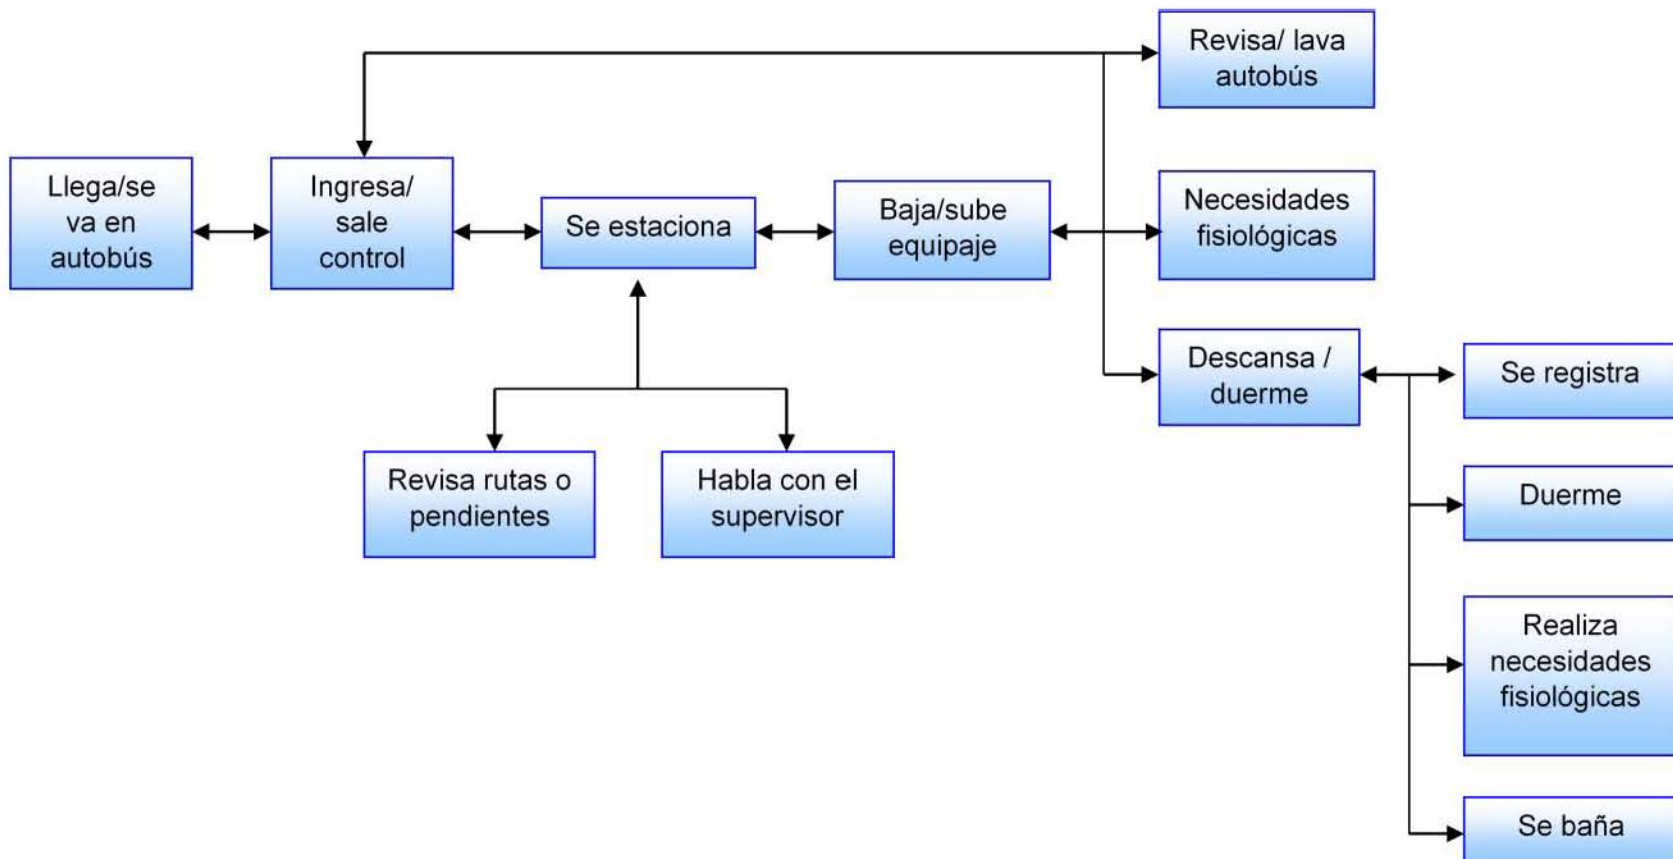 Revisa/ lava
autobús
Llega/se
va en
autobús
Ingresa/
sale
control
Se estaciona
Baja/sube
equipaje
Necesidades
fisiológicas
Descansa /
duerme
Se registra
Revisa rutas o
pendientes
Habla con el
supervisor
Duerme
Realiza
necesidades
fisiológicas
Se baña